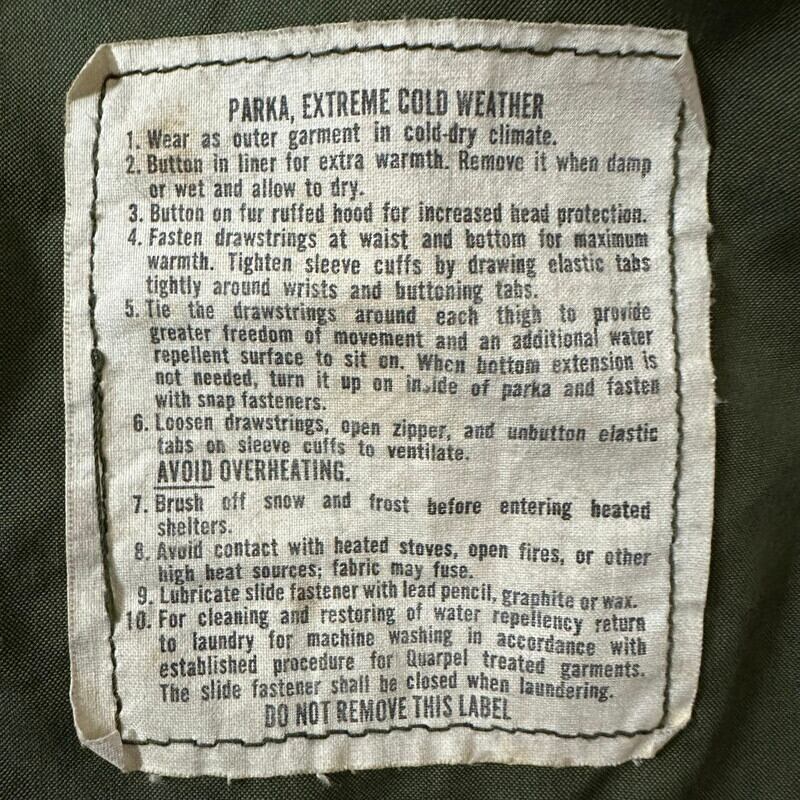 PARKA, EXTREME COLD WEATHER
1. Wear as outer garment in cold-dry climate.
2. Button in liner for extra warmth. Remove it when damp
or wet and allow to dry.
3. Button on fur ruffed hood for increased head protection.
4. Fasten drawstrings at waist and bottom for maximum
warmth. Tighten sleeve cuffs by drawing elastic tabs
tightly around wrists and buttoning tabs.
5. Tie the drawstrings around each thigh to provide
greater freedom of movement and an additional water
repellent surface to sit on. When bottom extension is
not needed, turn it up on inside of parka and fasten
with snap fasteners.
6. Loosen drawstrings, open zipper, and unbutton elastic
tabs on sleeve cuffs to ventilate.
AVOID OVERHEATING.
7. Brush off snow and frost before entering heated
shelters.
8. Avoid contact with heated stoves, open fires, or other
high heat sources; fabric may fuse.
9. Lubricate slide fastener with lead pencil, graphite or wax.
10. For cleaning and restoring of water repellency return
to laundry for machine washing in accordance with
established procedure for Quarpel treated garments.
The slide fastener shall be closed when laundering.
DO NOT REMOVE THIS LABEL